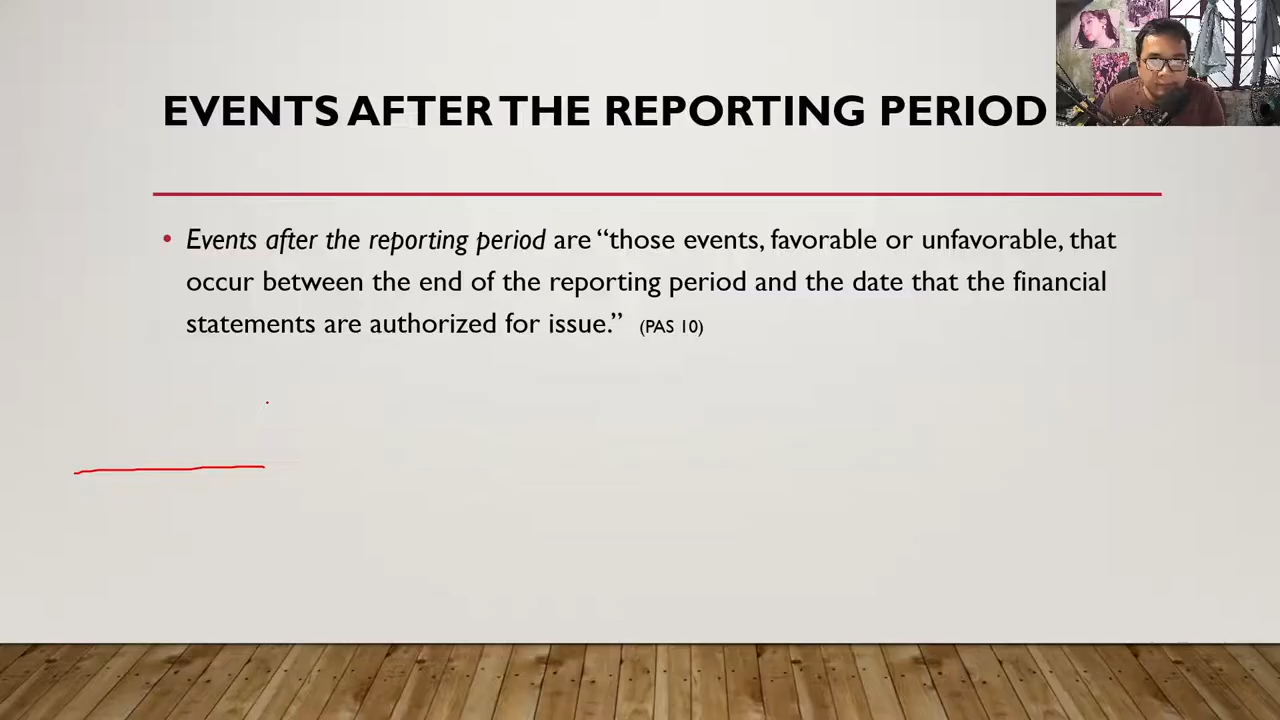 EVENTS AFTER THE REPORTING PERIOD
• Events after the reporting period are “those events, favorable or unfavorable, that
occur between the end of the reporting period and the date that the financial
statements are authorized for issue.” (PAS 10)